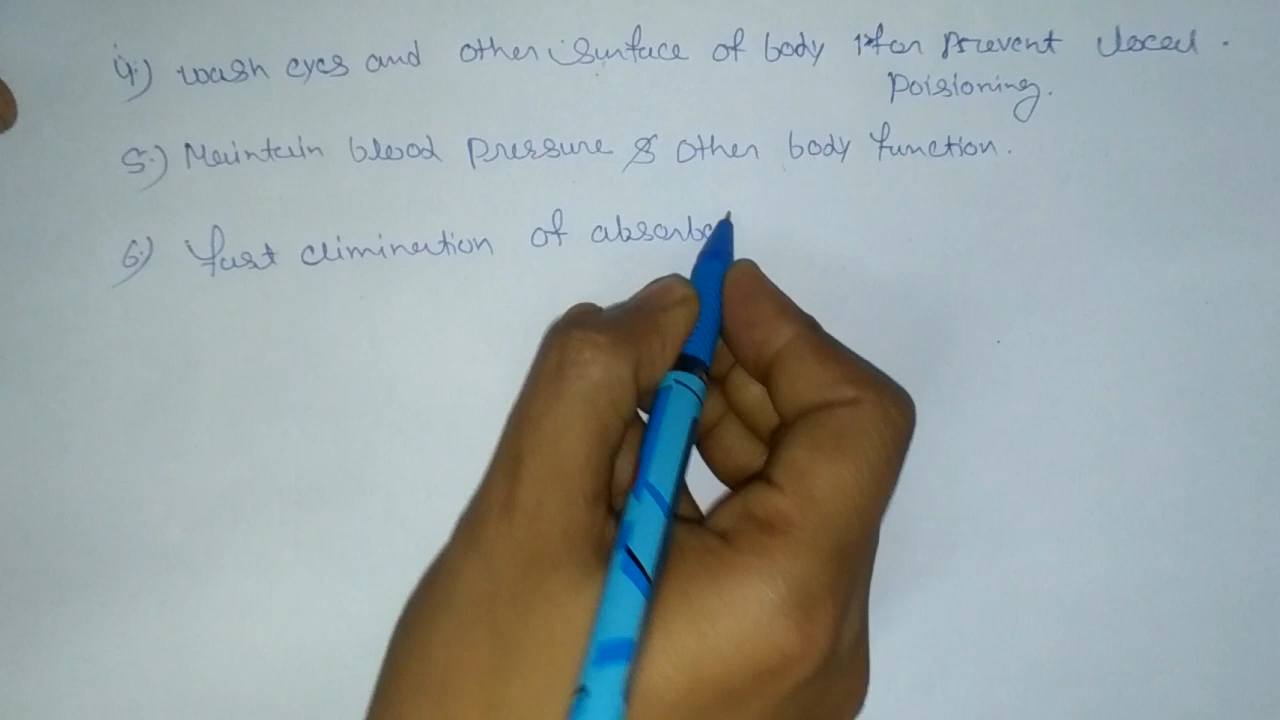 4.) wash eyes and other surface of body for prevent local.
poisioning.
5.) Maintain blood pressure & other body function.
6.) fast elimination of absorbe